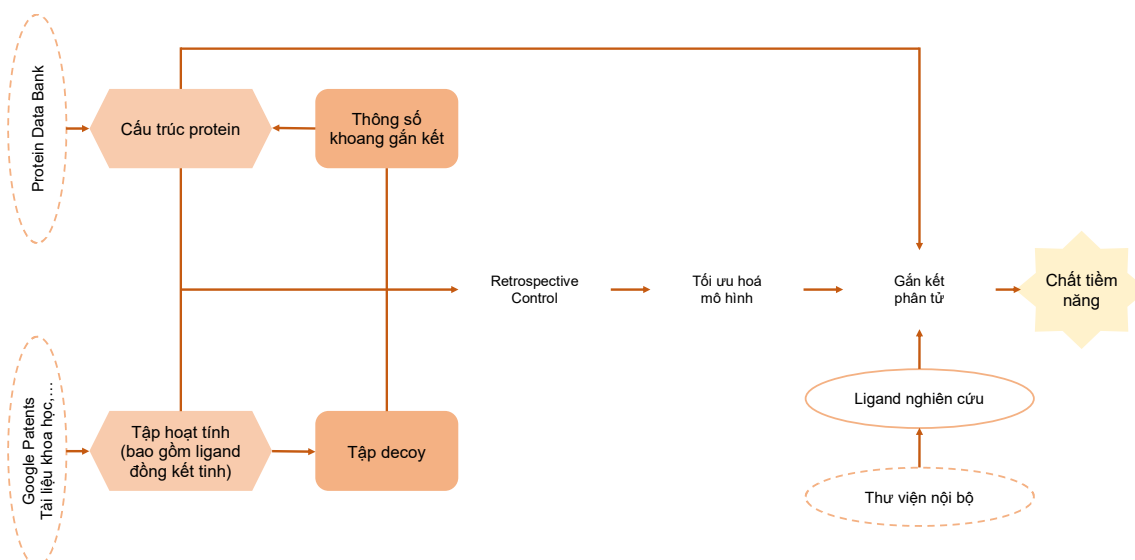 Protein Data Bank
Cấu trúc protein
Thông số
khoang gắn kết
Retrospective
Control
Tối ưu hoá
mô hình
Gắn kết
phân tử
Chất tiềm
năng
Google Patents
Tài liệu khoa học,…
Tập hoạt tính
(bao gồm ligand
đồng kết tinh)
Tập decoy
Ligand nghiên cứu
Thư viện nội bộ